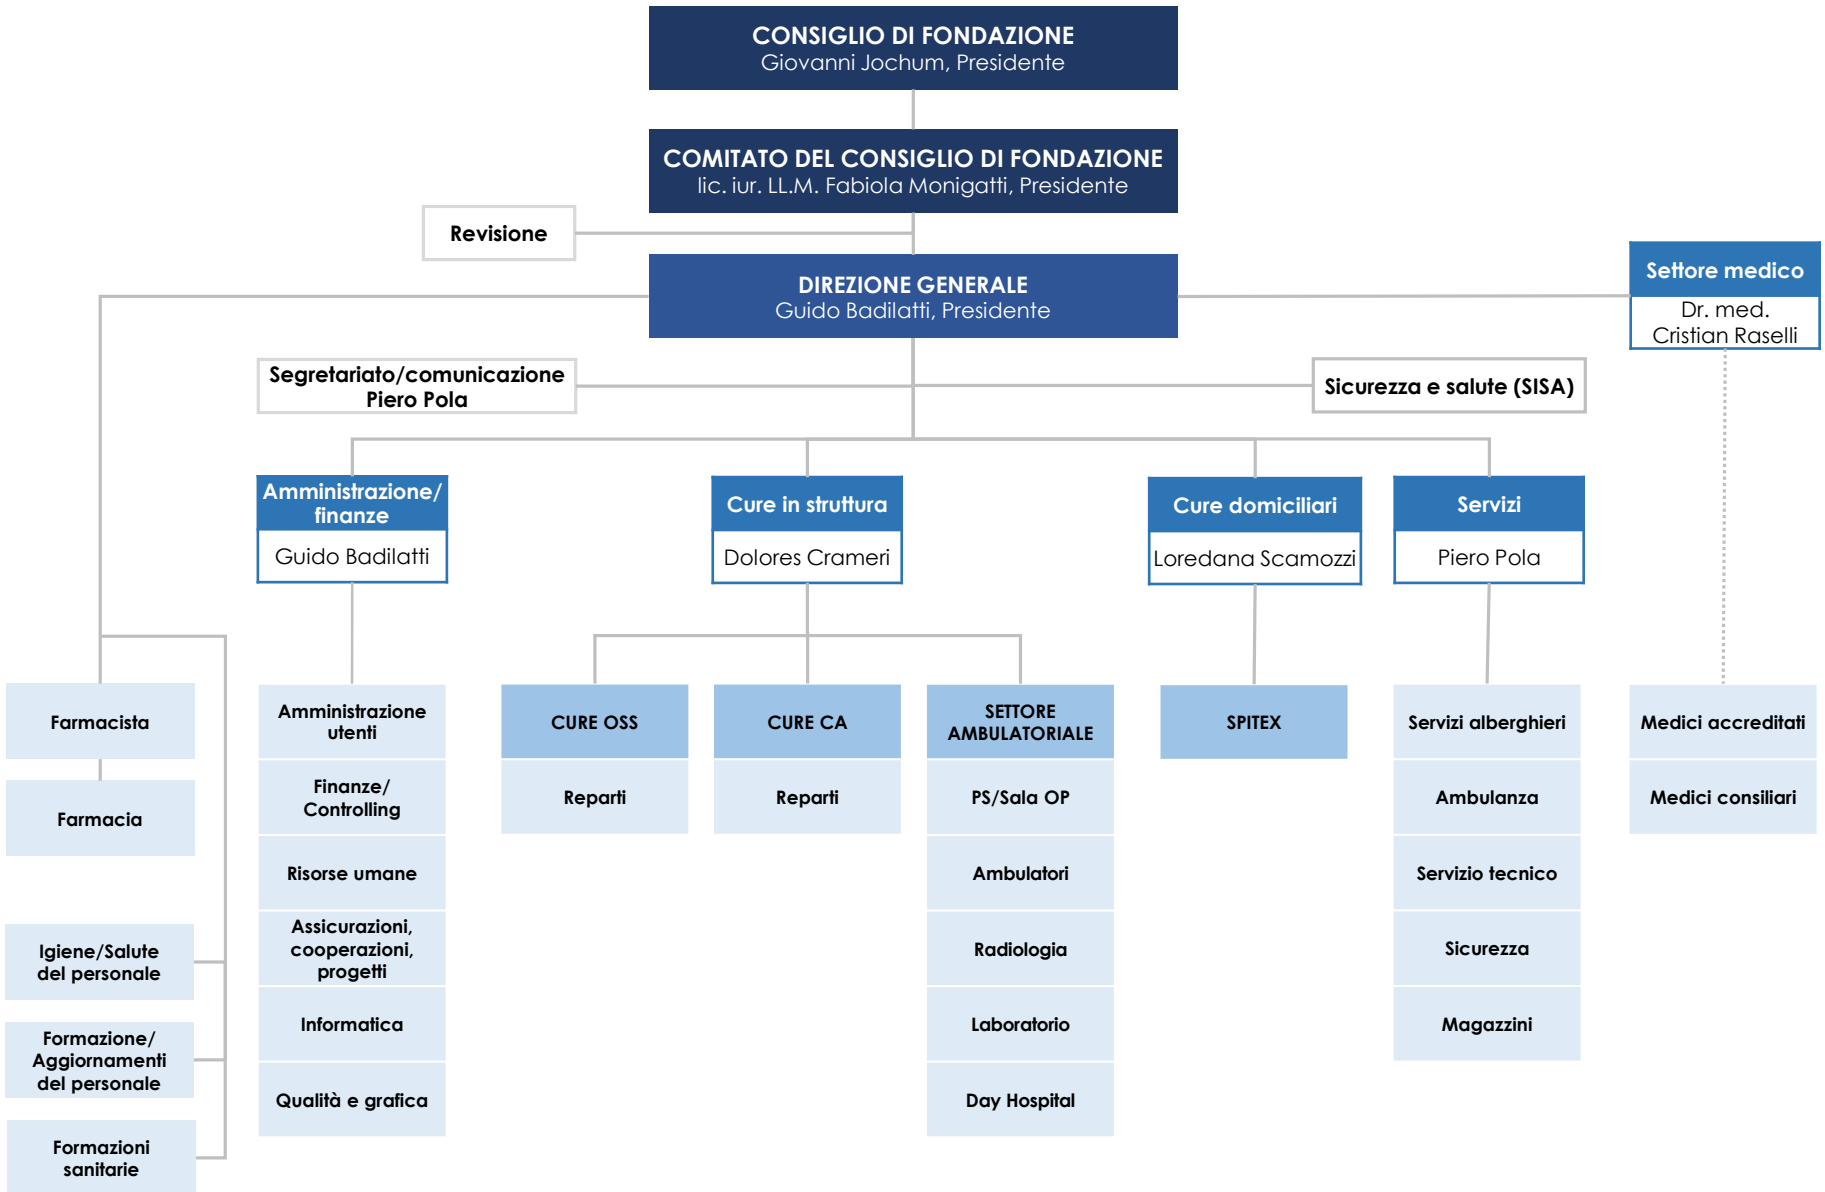 CONSIGLIO DI FONDAZIONE
Giovanni Jochum, Presidente
COMITATO DEL CONSIGLIO DI FONDAZIONE
lic. iur. LL.M. Fabiola Monigatti, Presidente
Revisione
DIREZIONE GENERALE
Guido Badilatti, Presidente
Settore medico
Dr. med.
Cristian Raselli
Segretariato/comunicazione
Piero Pola
Sicurezza e salute (SISA)
Amministrazione/
finanze
Guido Badilatti
Cure in struttura
Dolores Crameri
Cure domiciliari
Loredana Scamozzi
Servizi
Piero Pola
Farmacista
Farmacia
Igiene/Salute
del personale
Formazione/
Aggiornamenti
del personale
Formazioni
sanitarie
Amministrazione
utenti
Finanze/
Controlling
Risorse umane
Assicurazioni,
cooperazioni,
progetti
Informatica
Qualità e grafica
CURE OSS
Reparti
CURE CA
Reparti
SETTORE
AMBULATORIALE
PS/Sala OP
Ambulatori
Radiologia
Laboratorio
Day Hospital
SPITEX
Servizi alberghieri
Ambulanza
Servizio tecnico
Sicurezza
Magazzini
Medici accreditati
Medici consiliari